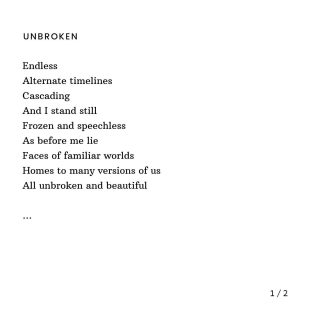 UNBROKEN
Endless
Alternate timelines
Cascading
And I stand still
Frozen and speechless
As before me lie
Faces of familiar worlds
Homes to many versions of us
All unbroken and beautiful
...
1 / 2